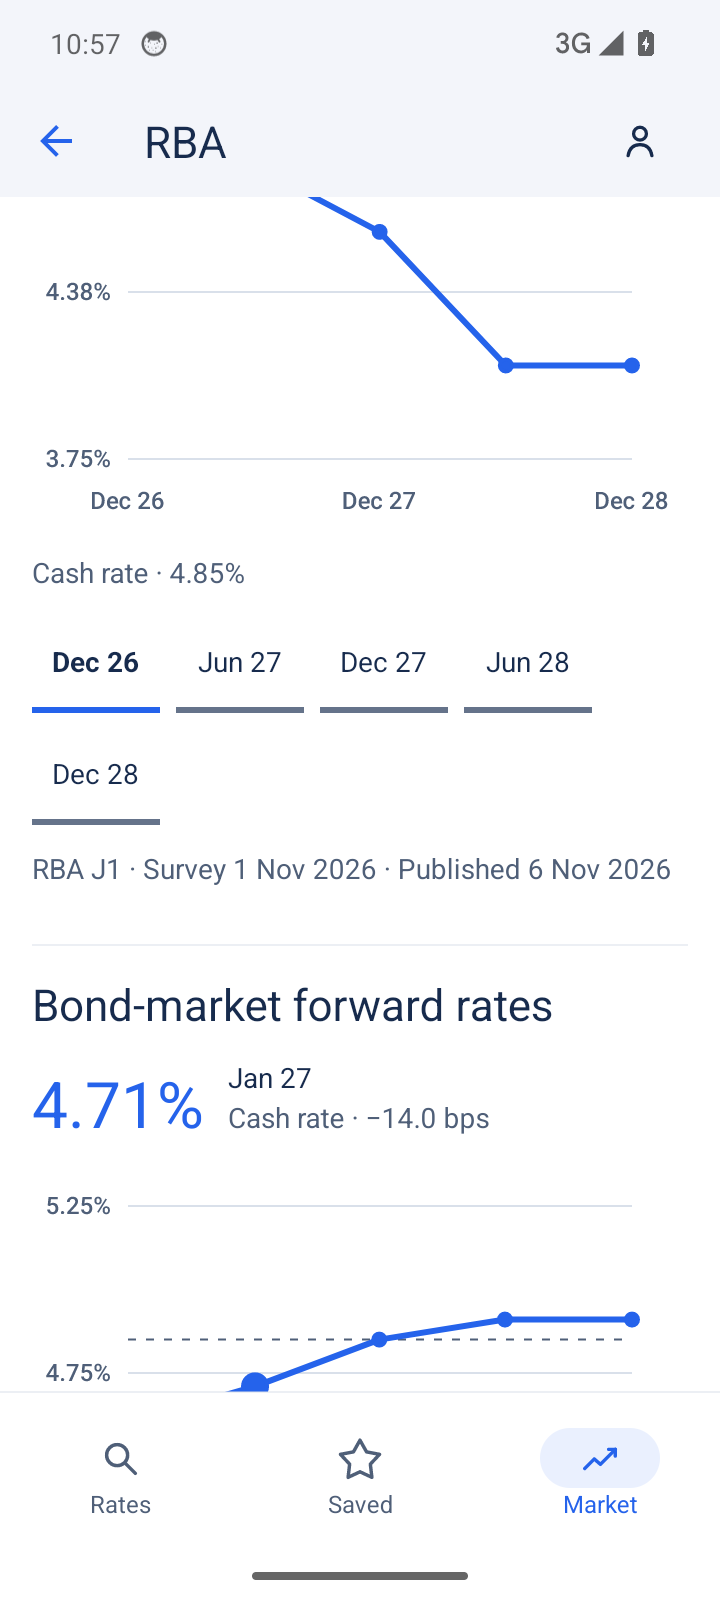 10:57
3G
RBA
4.38%
3.75%
Dec 26 Dec 27 Dec 28
Cash rate · 4.85%
Dec 26 Jun 27 Dec 27 Jun 28
Dec 28
RBA J1 · Survey 1 Nov 2026 · Published 6 Nov 2026
Bond-market forward rates
4.71%
Jan 27
Cash rate · −14.0 bps
5.25%
4.75%
Rates Saved Market